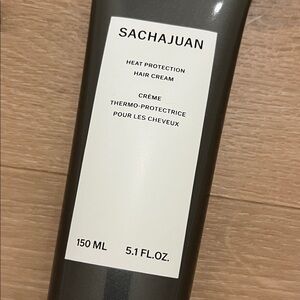 SACHAJUAN
HEAT PROTECTION
HAIR CREAM
CRÈME
THERMO-PROTECTRICE
POUR LES CHEVEUX
150 ML 5.1 FL.OZ.